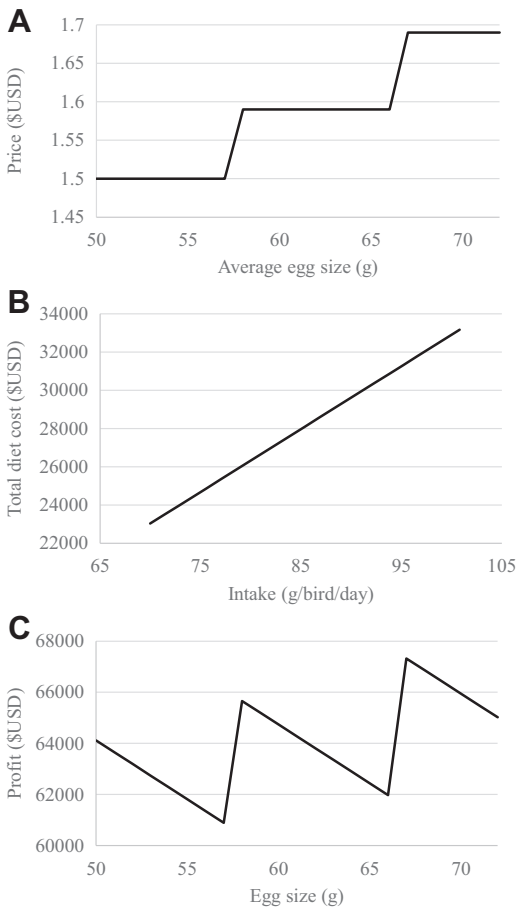 A
Price ($USD)
1.7
1.65
1.6
1.55
1.5
1.45
50 55 60 65 70
Average egg size (g)
B
Total diet cost ($USD)
34000
32000
30000
28000
26000
24000
22000
65 75 85 95 105
Intake (g/bird/day)
C
Profit ($USD)
68000
66000
64000
62000
60000
50 55 60 65 70
Egg size (g)